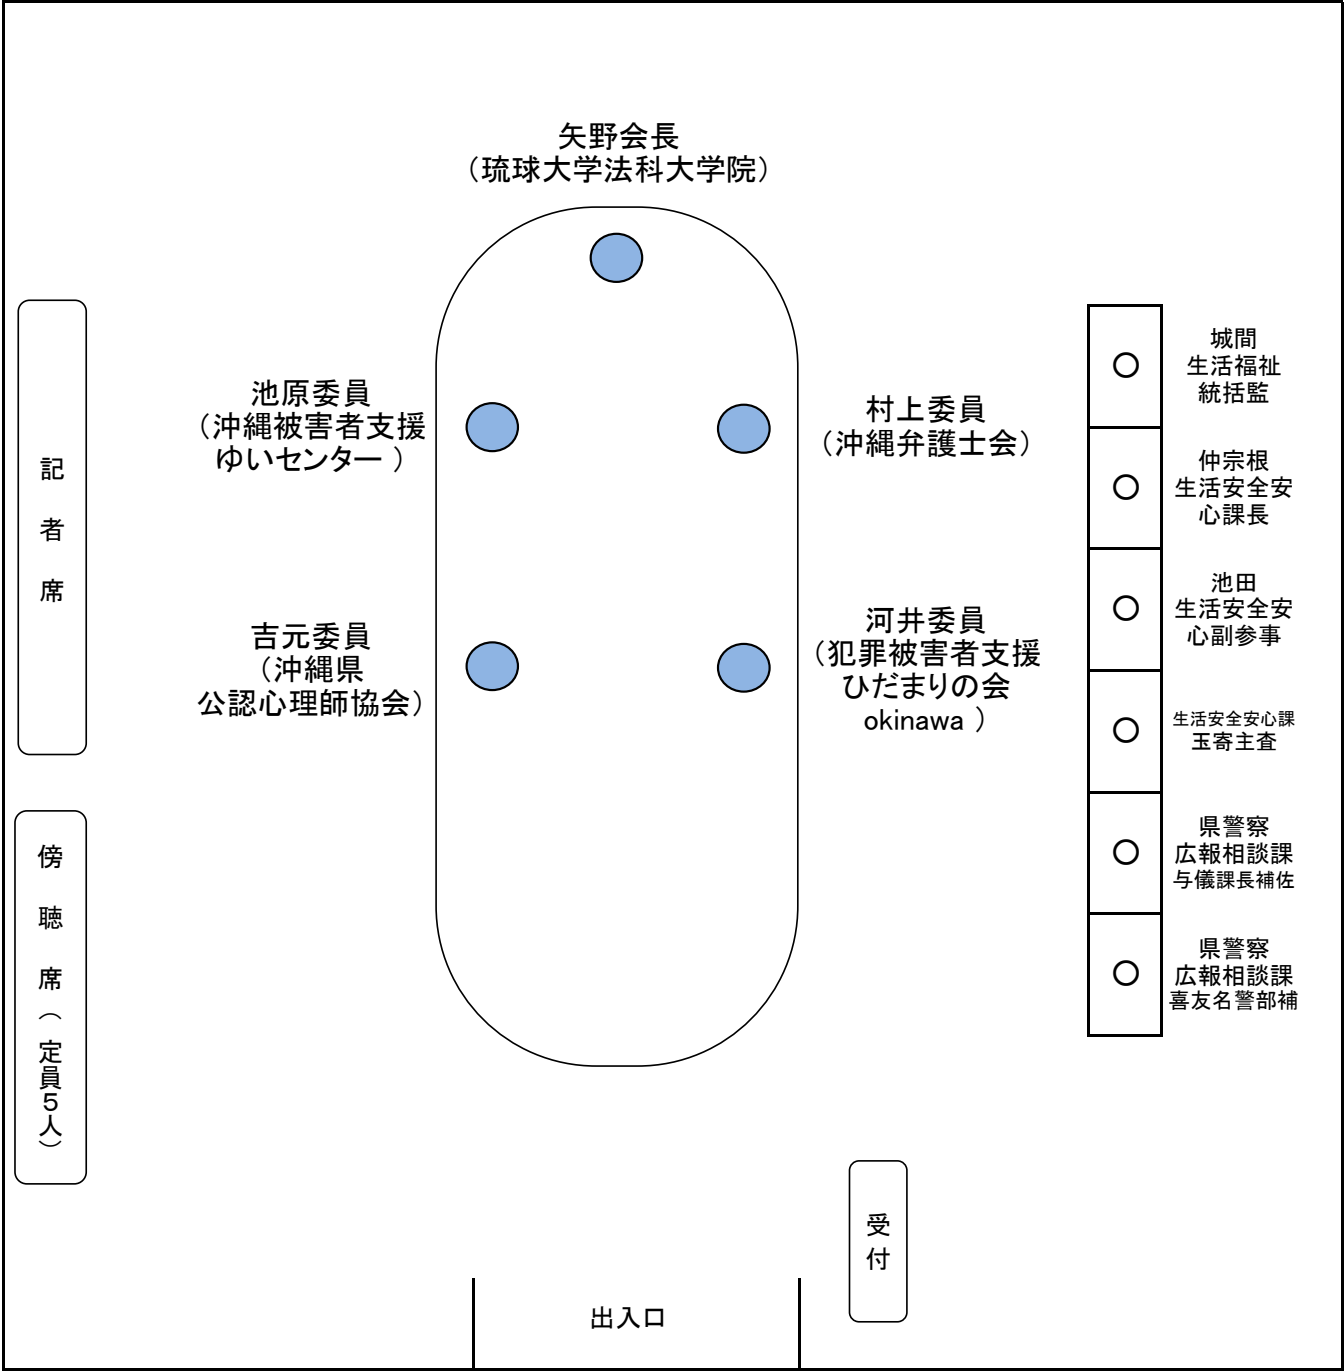 矢野会長
（琉球大学法科大学院）
池原委員
（沖縄被害者支援
ゆいセンター ）
村上委員
（沖縄弁護士会）
吉元委員
（沖縄県
公認心理師協会）
河井委員
（犯罪被害者支援
ひだまりの会
okinawa ）
記者席
傍聴席（定員５人）
城間
生活福祉
統括監
仲宗根
生活安全安
心課長
池田
生活安全安
心副参事
生活安全安心課
玉寄主査
県警察
広報相談課
与儀課長補佐
県警察
広報相談課
喜友名警部補
受付
出入口